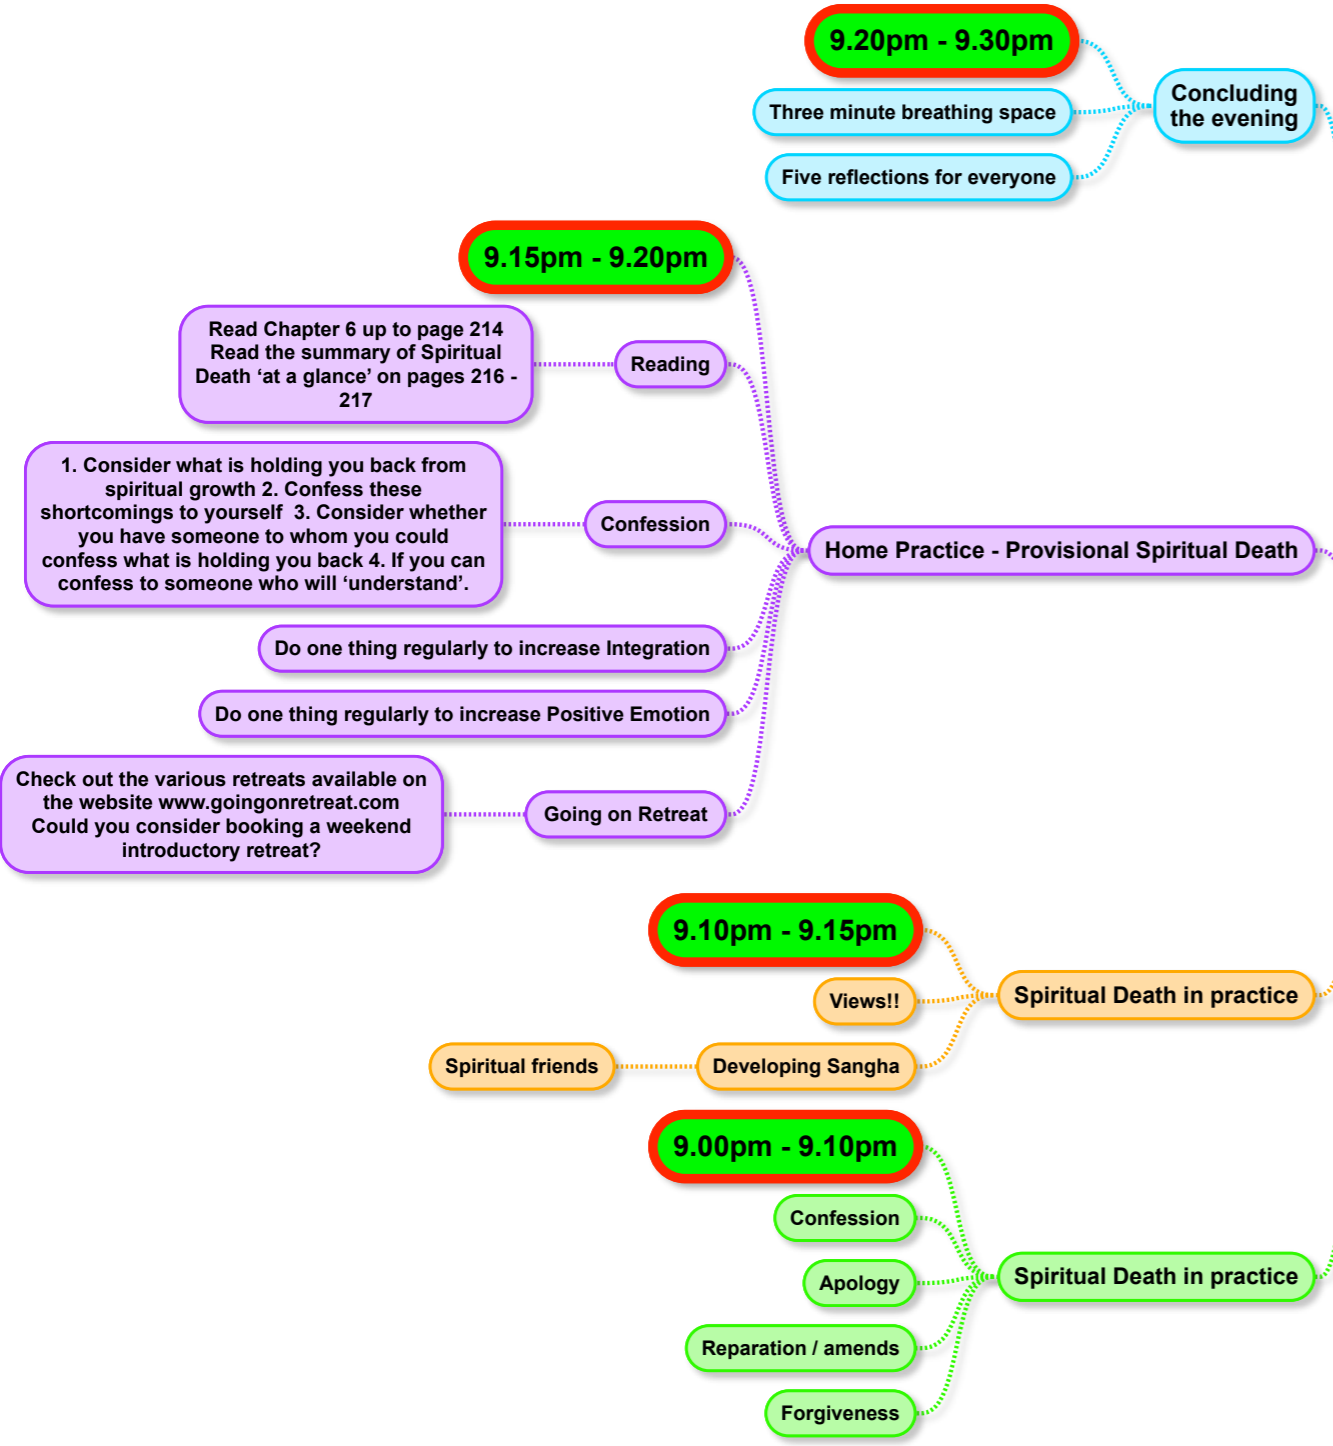 9.20pm - 9.30pm
Concluding
the evening
Three minute breathing space
Five reflections for everyone
9.15pm - 9.20pm
Read Chapter 6 up to page 214
Read the summary of Spiritual
Death ‘at a glance’ on pages 216 -
217
Reading
1. Consider what is holding you back from
spiritual growth 2. Confess these
shortcomings to yourself  3. Consider whether
you have someone to whom you could
confess what is holding you back 4. If you can
confess to someone who will ‘understand’.
Confession
Home Practice - Provisional Spiritual Death
Do one thing regularly to increase Integration
Do one thing regularly to increase Positive Emotion
Check out the various retreats available on
the website www.goingonretreat.com
Could you consider booking a weekend
introductory retreat?
Going on Retreat
9.10pm - 9.15pm
Views!!
Spiritual Death in practice
Spiritual friends
Developing Sangha
9.00pm - 9.10pm
Confession
Apology
Spiritual Death in practice
Reparation / amends
Forgiveness